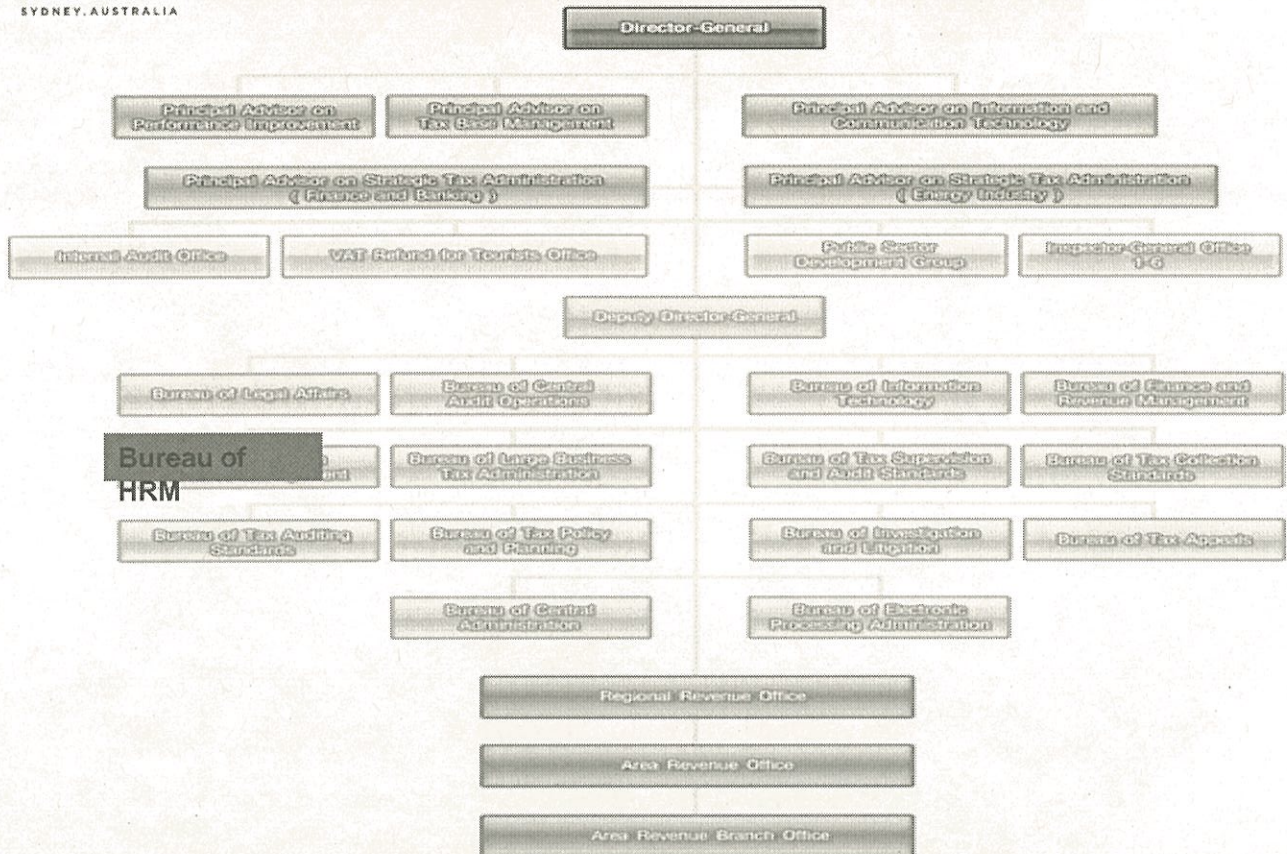 SYDNEY, AUSTRALIA
Director-General
Principal Advisor on
Performance Improvement
Principal Advisor on
Tax Base Management
Principal Advisor on Information and
Communication Technology
Principal Advisor on Strategic Tax Administration
( Finance and Banking )
Principal Advisor on Strategic Tax Administration
( Energy Industry )
Internal Audit Office
VAT Refund for Tourists Office
Public Sector
Development Group
Inspector-General Office
1-6
Deputy Director-General
Bureau of Legal Affairs
Bureau of Central
Audit Operations
Bureau of Information
Technology
Bureau of Finance and
Revenue Management
Bureau of
HRM
Bureau of Large Business
Tax Administration
Bureau of Tax Supervision
and Audit Standards
Bureau of Tax Collection
Standards
Bureau of Tax Auditing
Standards
Bureau of Tax Policy
and Planning
Bureau of Investigation
and Litigation
Bureau of Tax Appeals
Bureau of Central
Administration
Bureau of Electronic
Processing Administration
Regional Revenue Office
Area Revenue Office
Area Revenue Branch Office